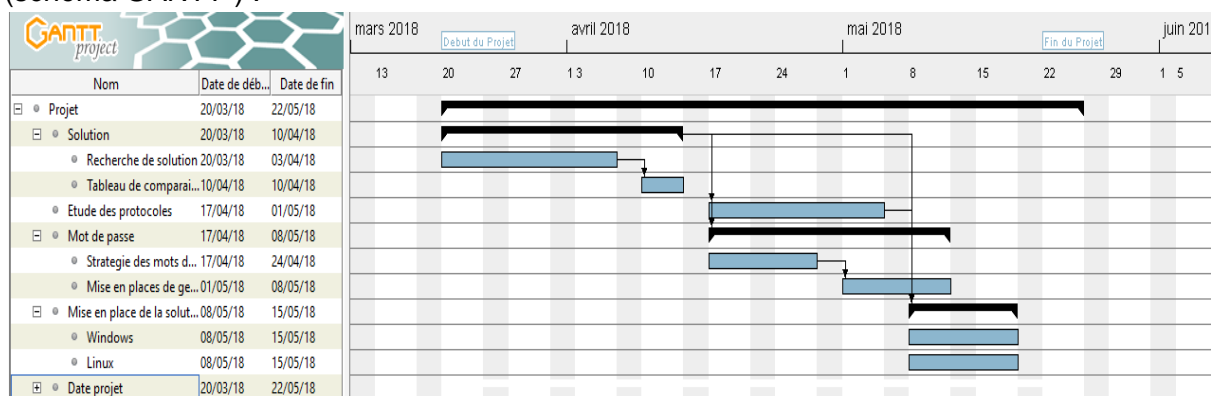 (schéma GANTT ) :
GANTT
project
mars 2018 avril 2018 mai 2018 juin 201
Debut du Projet Fin du Projet
Nom Date de déb... Date de fin
13 20 27 1 3 10 17 24 1 8 15 22 29 1 5
Projet 20/03/18 22/05/18
Solution 20/03/18 10/04/18
Recherche de solution 20/03/18 03/04/18
Tableau de comparai... 10/04/18 10/04/18
Etude des protocoles 17/04/18 01/05/18
Mot de passe 17/04/18 08/05/18
Strategie des mots d... 17/04/18 24/04/18
Mise en places de ge... 01/05/18 08/05/18
Mise en place de la solut... 08/05/18 15/05/18
Windows 08/05/18 15/05/18
Linux 08/05/18 15/05/18
Date projet 20/03/18 22/05/18